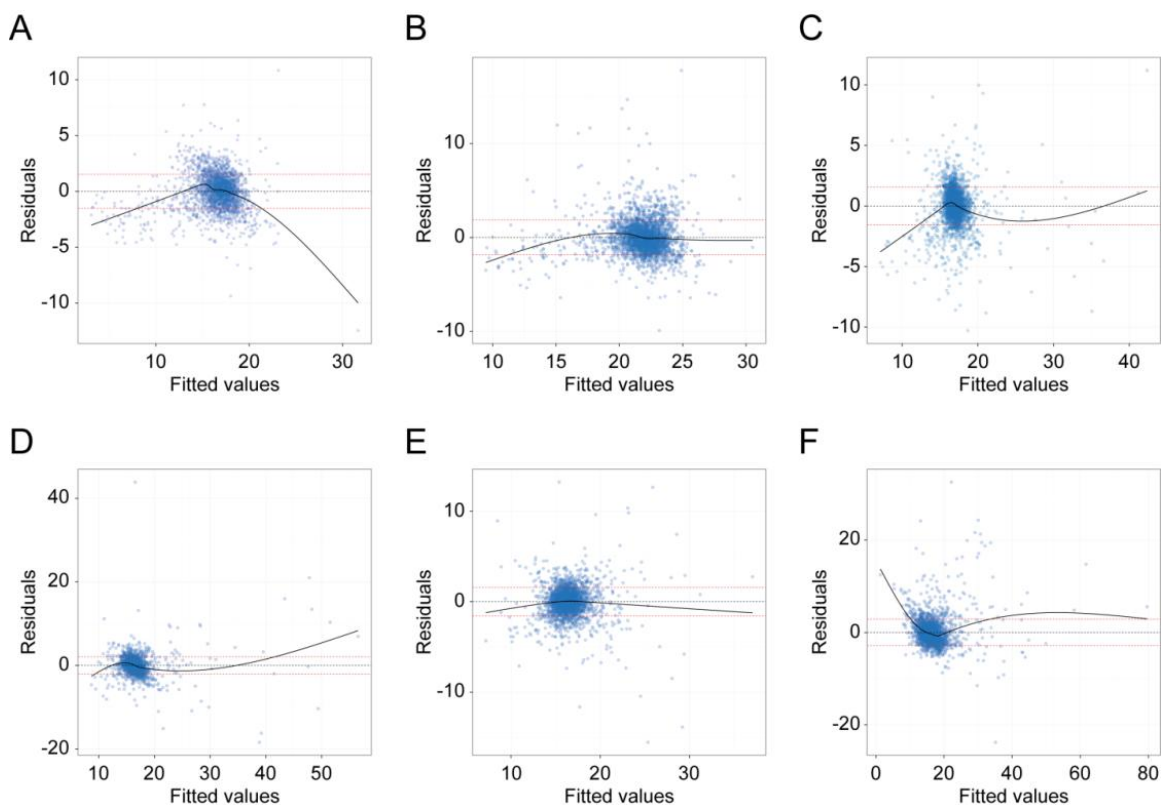 A
B
C
10
5
0
-5
-10
Residuals
10 20 30
Fitted values
10
0
-10
Residuals
10 15 20 25 30
Fitted values
10
5
0
-5
-10
Residuals
10 20 30 40
Fitted values
D
E
F
40
20
0
-20
Residuals
10 20 30 40 50
Fitted values
10
0
-10
Residuals
10 20 30
Fitted values
20
0
-20
Residuals
0 20 40 60 80
Fitted values